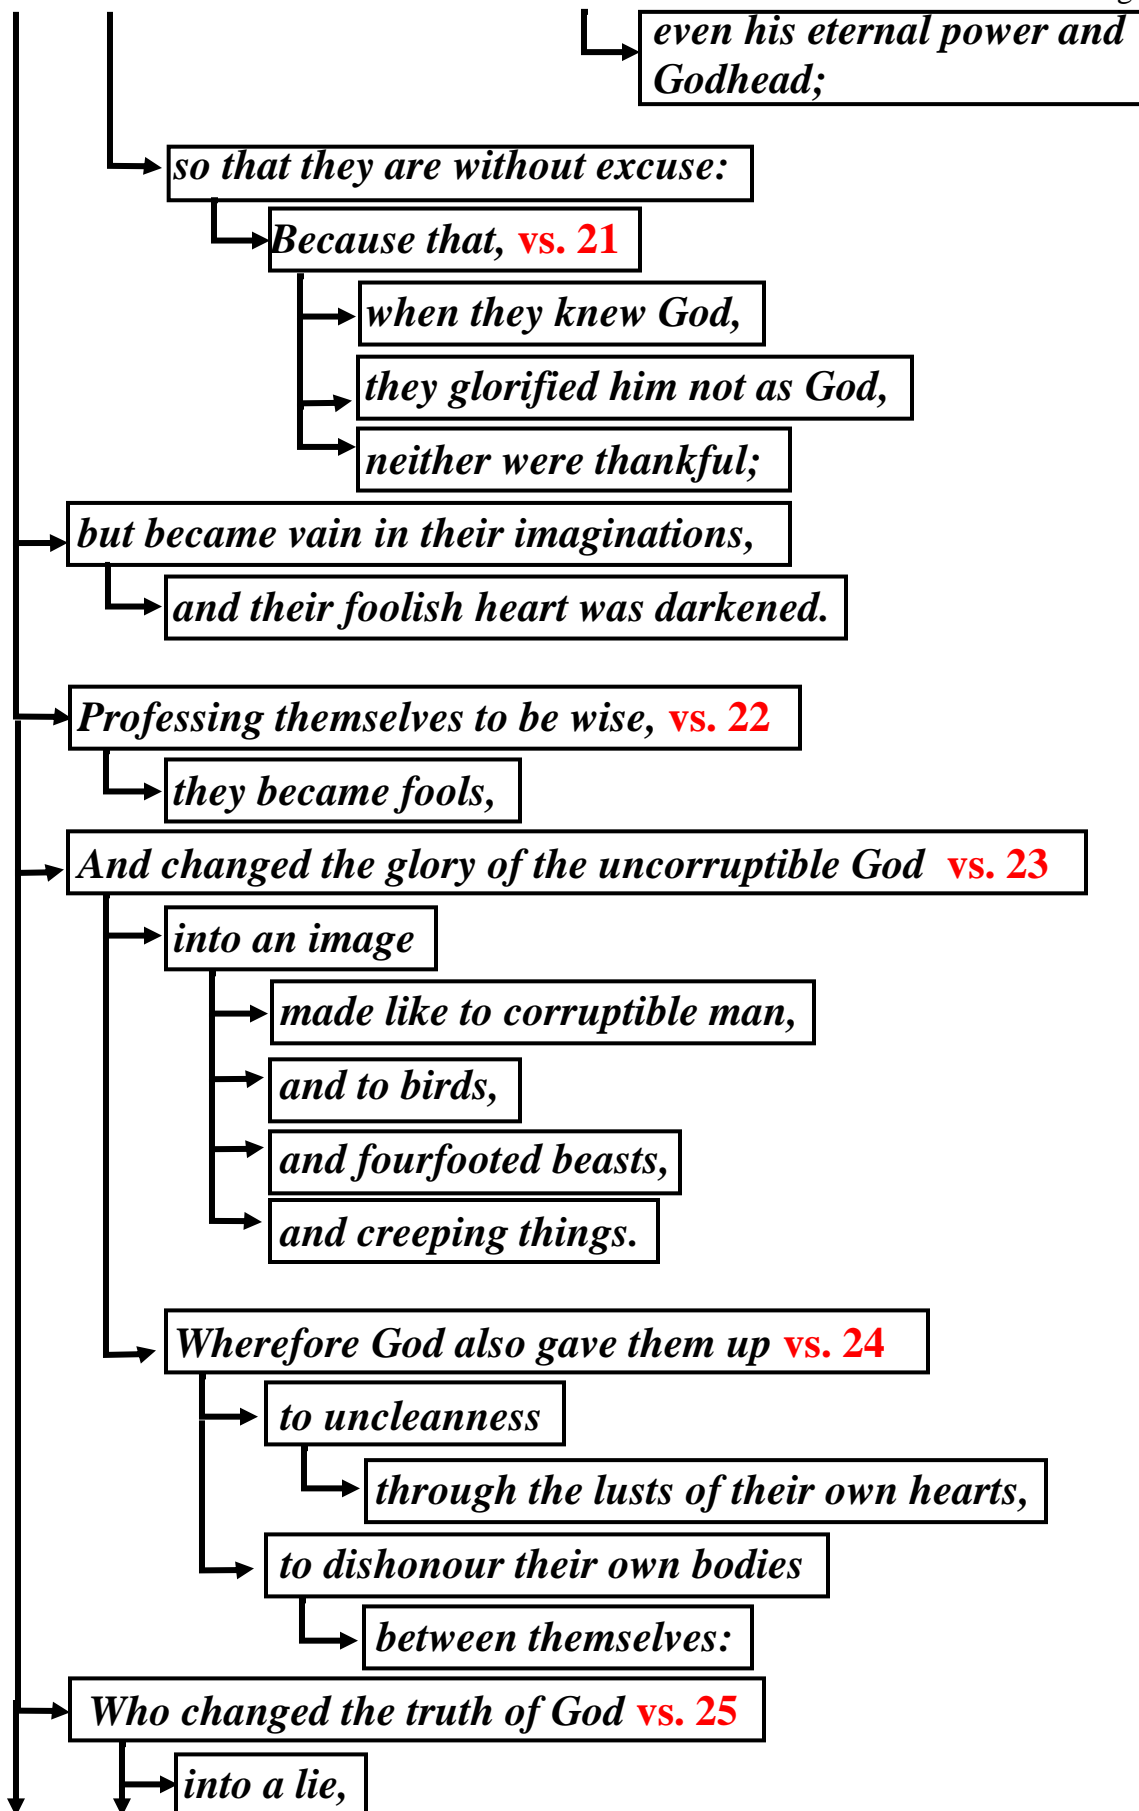 even his eternal power and
Godhead;
so that they are without excuse:
Because that, vs. 21
when they knew God,
they glorified him not as God,
neither were thankful;
but became vain in their imaginations,
and their foolish heart was darkened.
Professing themselves to be wise, vs. 22
they became fools,
And changed the glory of the uncorruptible God vs. 23
into an image
made like to corruptible man,
and to birds,
and fourfooted beasts,
and creeping things.
Wherefore God also gave them up vs. 24
to uncleanness
through the lusts of their own hearts,
to dishonour their own bodies
between themselves:
Who changed the truth of God vs. 25
into a lie,